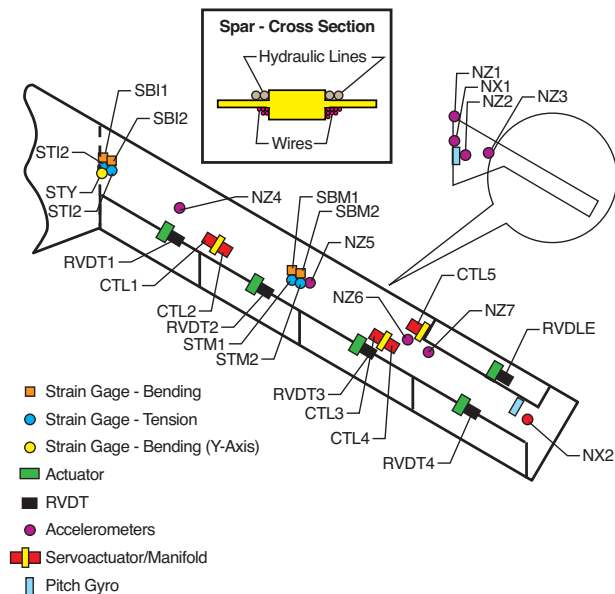 Spar - Cross Section
Hydraulic Lines
Wires
SBI1
SBI2
STI2
STY
STI2
NZ1
NX1
NZ2
NZ3
NZ4
SBM1
SBM2
NZ5
RVDT1
CTL1
CTL2
RVDT2
STM1
STM2
NZ6
CTL5
NZ7
RVDLE
RVDT3
CTL3
CTL4
RVDT4
NX2
Strain Gage - Bending
Strain Gage - Tension
Strain Gage - Bending (Y-Axis)
Actuator
RVDT
Accelerometers
Servoactuator/Manifold
Pitch Gyro